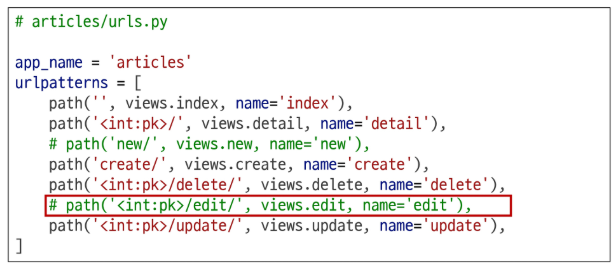 # articles/urls.py

app_name = 'articles'
urlpatterns = [
    path('', views.index, name='index'),
    path('<int:pk>/', views.detail, name='detail'),
    # path('new/', views.new, name='new'),
    path('create/', views.create, name='create'),
    path('<int:pk>/delete/', views.delete, name='delete'),
    # path('<int:pk>/edit/', views.edit, name='edit'),
    path('<int:pk>/update/', views.update, name='update'),
]